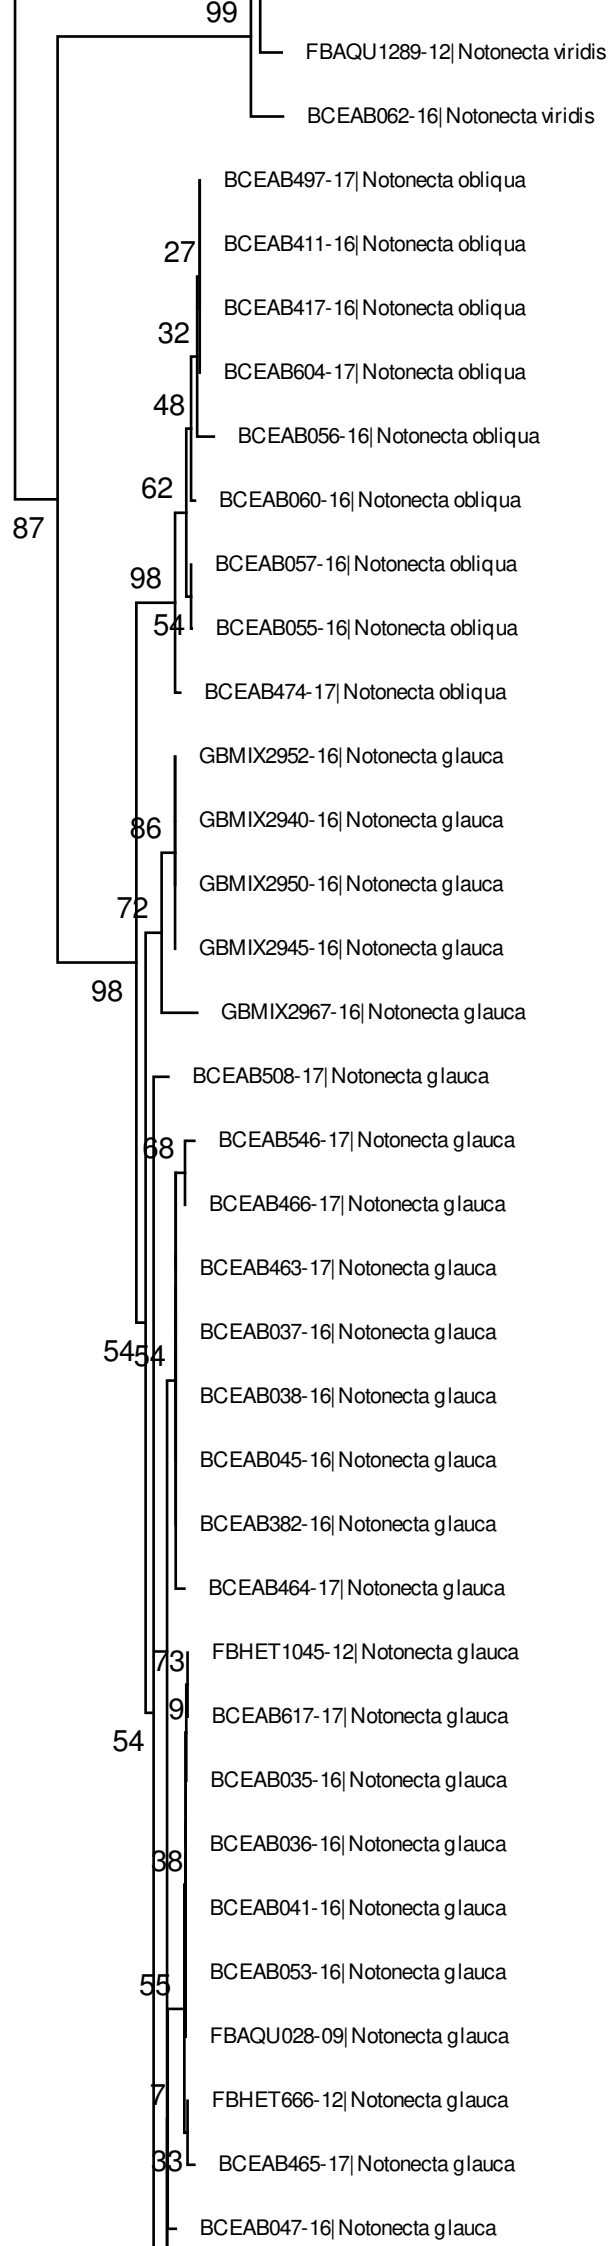 99
FBAQU1289-12| Notonecta viridis
BCEAB062-16| Notonecta viridis
BCEAB497-17| Notonecta obliqua
BCEAB411-16| Notonecta obliqua
27
BCEAB417-16| Notonecta obliqua
32
BCEAB604-17| Notonecta obliqua
48
BCEAB056-16| Notonecta obliqua
62
BCEAB060-16| Notonecta obliqua
87
BCEAB057-16| Notonecta obliqua
98
54
BCEAB055-16| Notonecta obliqua
BCEAB474-17| Notonecta obliqua
GBMIX2952-16| Notonecta glauca
GBMIX2940-16| Notonecta glauca
86
GBMIX2950-16| Notonecta glauca
72
GBMIX2945-16| Notonecta glauca
98
GBMIX2967-16| Notonecta glauca
BCEAB508-17| Notonecta glauca
BCEAB546-17| Notonecta glauca
68
BCEAB466-17| Notonecta glauca
BCEAB463-17| Notonecta glauca
BCEAB037-16| Notonecta glauca
54
54
BCEAB038-16| Notonecta glauca
BCEAB045-16| Notonecta glauca
BCEAB382-16| Notonecta glauca
BCEAB464-17| Notonecta glauca
FBHET1045-12| Notonecta glauca
73
9
BCEAB617-17| Notonecta glauca
54
BCEAB035-16| Notonecta glauca
BCEAB036-16| Notonecta glauca
38
BCEAB041-16| Notonecta glauca
BCEAB053-16| Notonecta glauca
55
FBAQU028-09| Notonecta glauca
7
FBHET666-12| Notonecta glauca
33
BCEAB465-17| Notonecta glauca
BCEAB047-16| Notonecta glauca